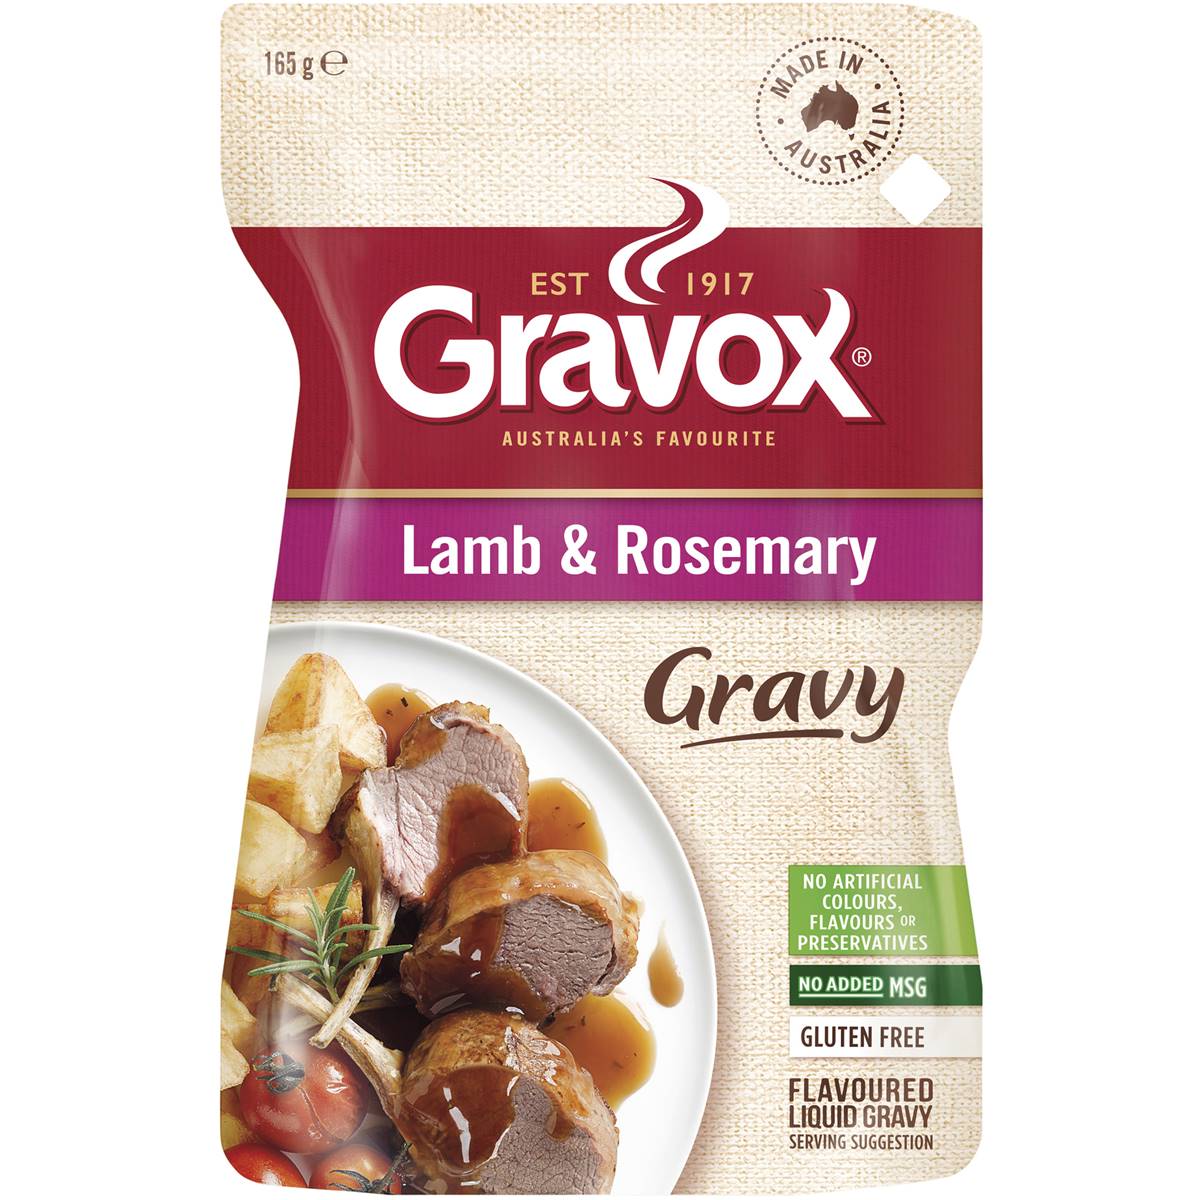 165 g ℮
MADE IN
AUSTRALIA
EST 1917
Gravox®
AUSTRALIA'S FAVOURITE
Lamb & Rosemary
Gravy
NO ARTIFICIAL
COLOURS,
FLAVOURS OR
PRESERVATIVES
NO ADDED MSG
GLUTEN FREE
FLAVOURED
LIQUID GRAVY
SERVING SUGGESTION